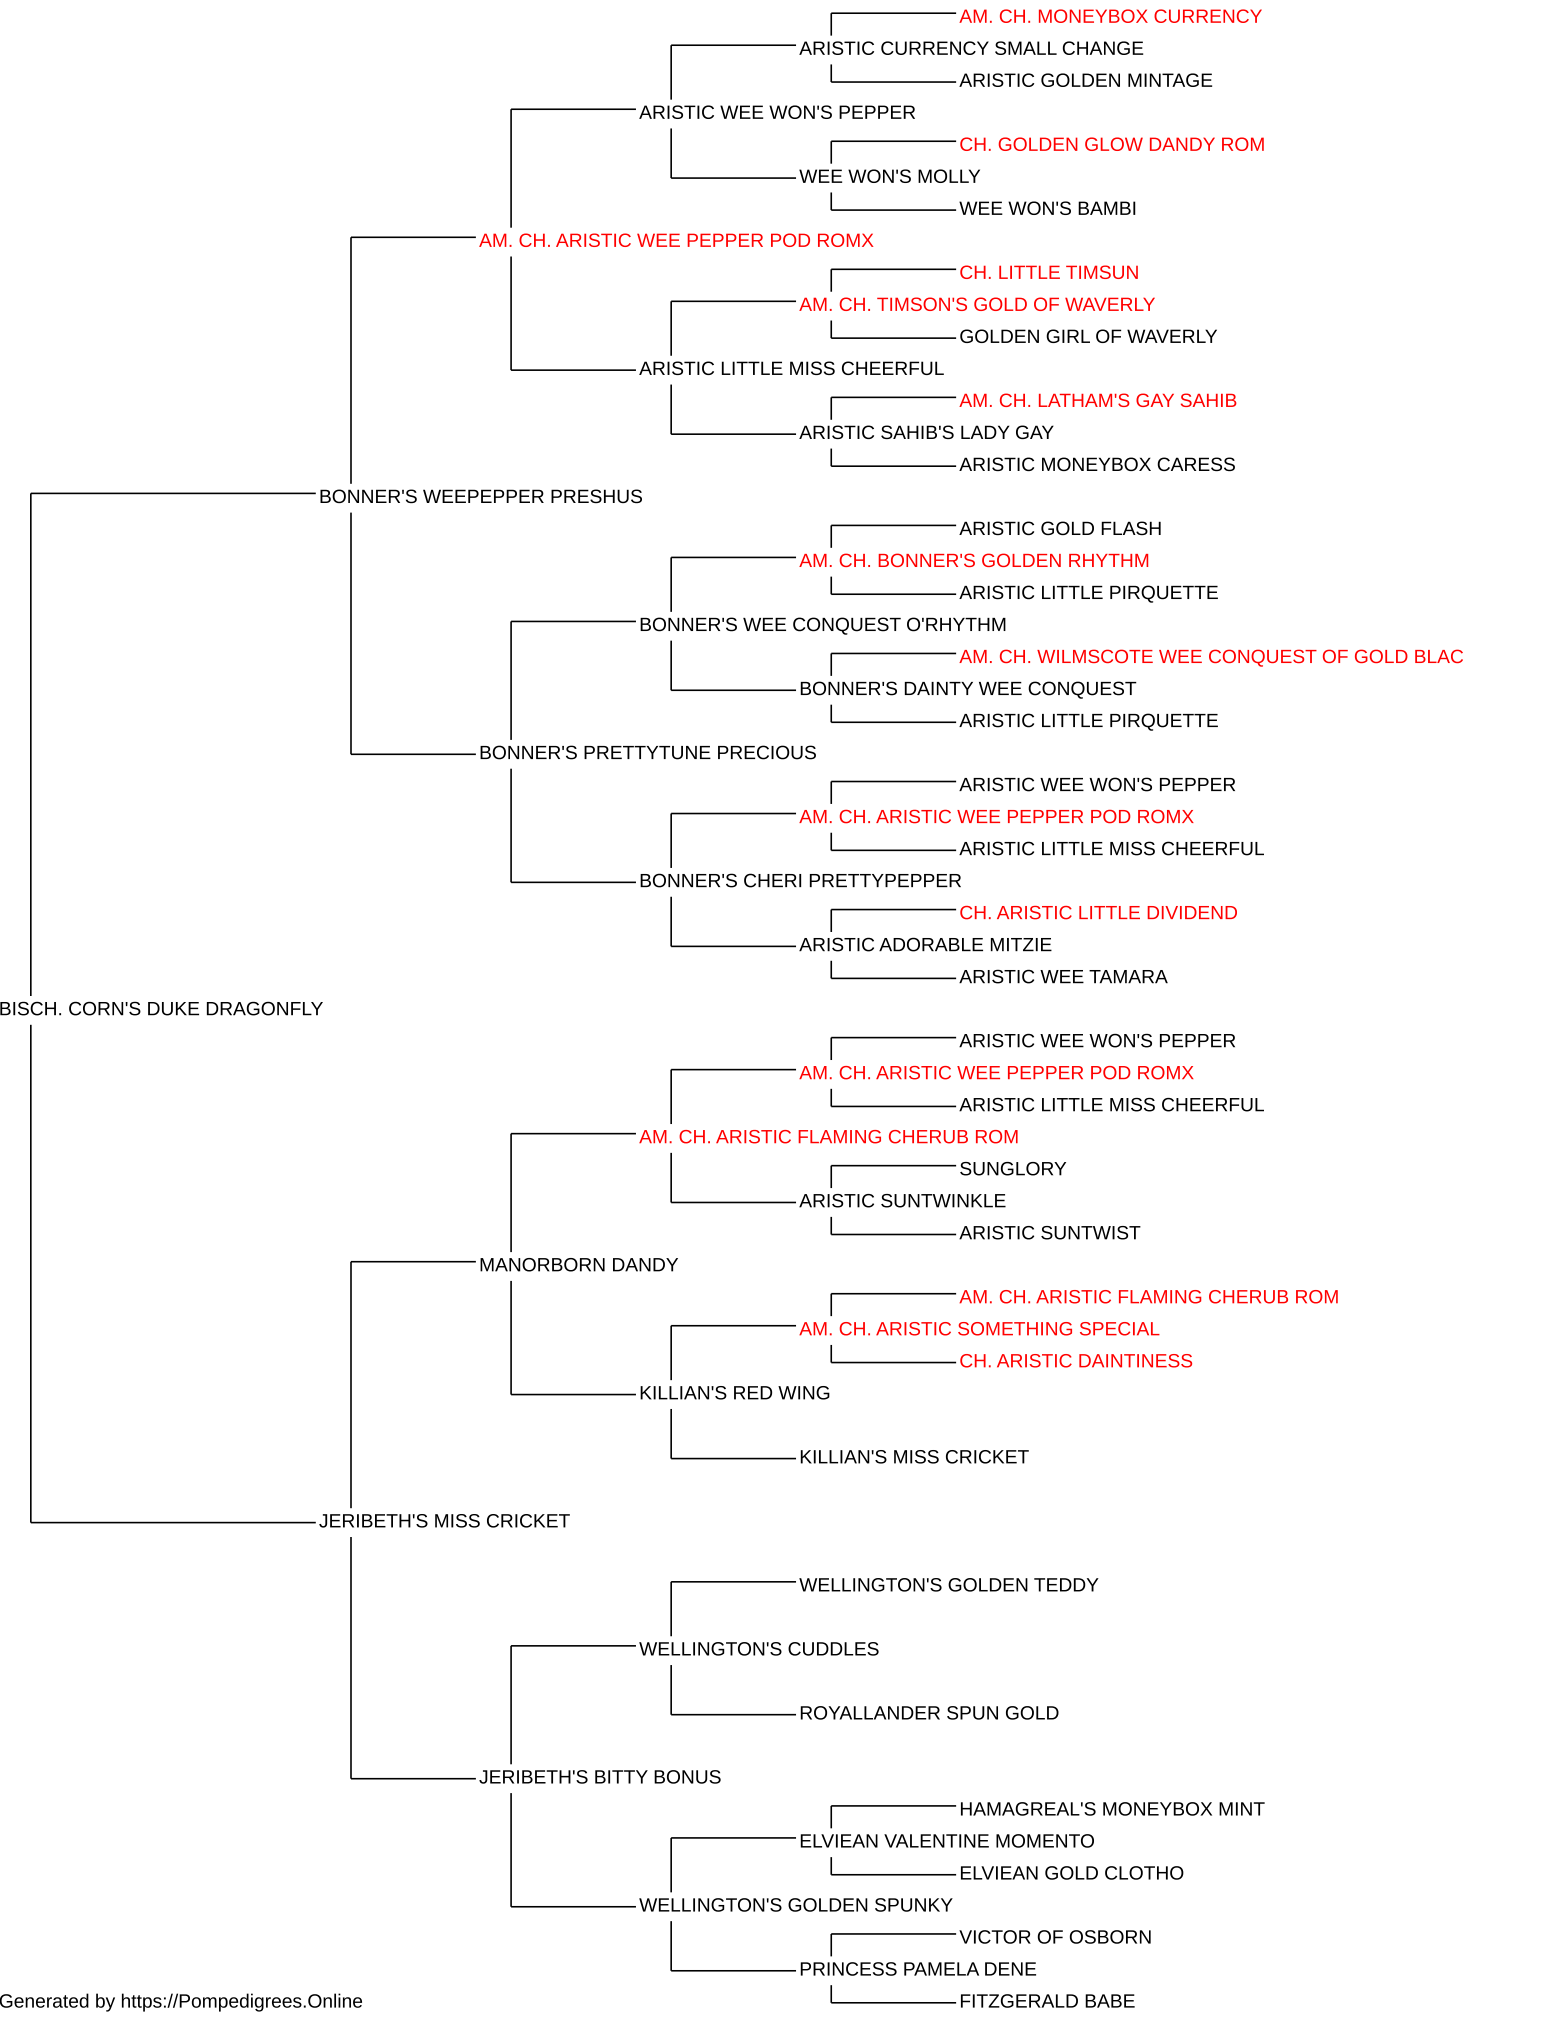 AM. CH. MONEYBOX CURRENCY
ARISTIC CURRENCY SMALL CHANGE
ARISTIC GOLDEN MINTAGE
ARISTIC WEE WON'S PEPPER
CH. GOLDEN GLOW DANDY ROM
WEE WON'S MOLLY
WEE WON'S BAMBI
AM. CH. ARISTIC WEE PEPPER POD ROMX
CH. LITTLE TIMSUN
AM. CH. TIMSON'S GOLD OF WAVERLY
GOLDEN GIRL OF WAVERLY
ARISTIC LITTLE MISS CHEERFUL
AM. CH. LATHAM'S GAY SAHIB
ARISTIC SAHIB'S LADY GAY
ARISTIC MONEYBOX CARESS
BONNER'S WEEPEPPER PRESHUS
ARISTIC GOLD FLASH
AM. CH. BONNER'S GOLDEN RHYTHM
ARISTIC LITTLE PIRQUETTE
BONNER'S WEE CONQUEST O'RHYTHM
AM. CH. WILMSCOTE WEE CONQUEST OF GOLD BLAC
BONNER'S DAINTY WEE CONQUEST
ARISTIC LITTLE PIRQUETTE
BONNER'S PRETTYTUNE PRECIOUS
ARISTIC WEE WON'S PEPPER
AM. CH. ARISTIC WEE PEPPER POD ROMX
ARISTIC LITTLE MISS CHEERFUL
BONNER'S CHERI PRETTYPEPPER
CH. ARISTIC LITTLE DIVIDEND
ARISTIC ADORABLE MITZIE
ARISTIC WEE TAMARA
BISCH. CORN'S DUKE DRAGONFLY
ARISTIC WEE WON'S PEPPER
AM. CH. ARISTIC WEE PEPPER POD ROMX
ARISTIC LITTLE MISS CHEERFUL
AM. CH. ARISTIC FLAMING CHERUB ROM
SUNGLORY
ARISTIC SUNTWINKLE
ARISTIC SUNTWIST
MANORBORN DANDY
AM. CH. ARISTIC FLAMING CHERUB ROM
AM. CH. ARISTIC SOMETHING SPECIAL
CH. ARISTIC DAINTINESS
KILLIAN'S RED WING
KILLIAN'S MISS CRICKET
JERIBETH'S MISS CRICKET
WELLINGTON'S GOLDEN TEDDY
WELLINGTON'S CUDDLES
ROYALLANDER SPUN GOLD
JERIBETH'S BITTY BONUS
HAMAGREAL'S MONEYBOX MINT
ELVIEAN VALENTINE MOMENTO
ELVIEAN GOLD CLOTHO
WELLINGTON'S GOLDEN SPUNKY
VICTOR OF OSBORN
PRINCESS PAMELA DENE
FITZGERALD BABE
Generated by https://Pompedigrees.Online